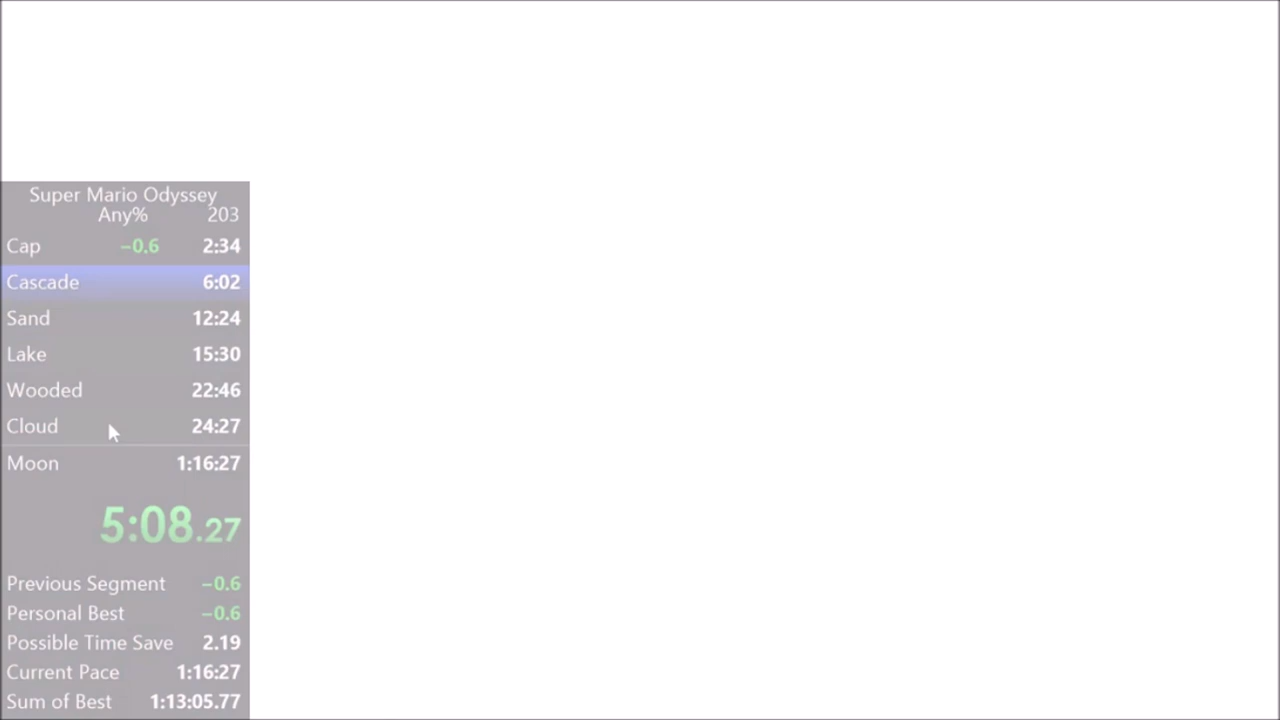 Super Mario Odyssey
Any% 203
Cap −0.6 2:34
Cascade 6:02
Sand 12:24
Lake 15:30
Wooded 22:46
Cloud 24:27
Moon 1:16:27
5:08.27
Previous Segment −0.6
Personal Best −0.6
Possible Time Save 2.19
Current Pace 1:16:27
Sum of Best 1:13:05.77